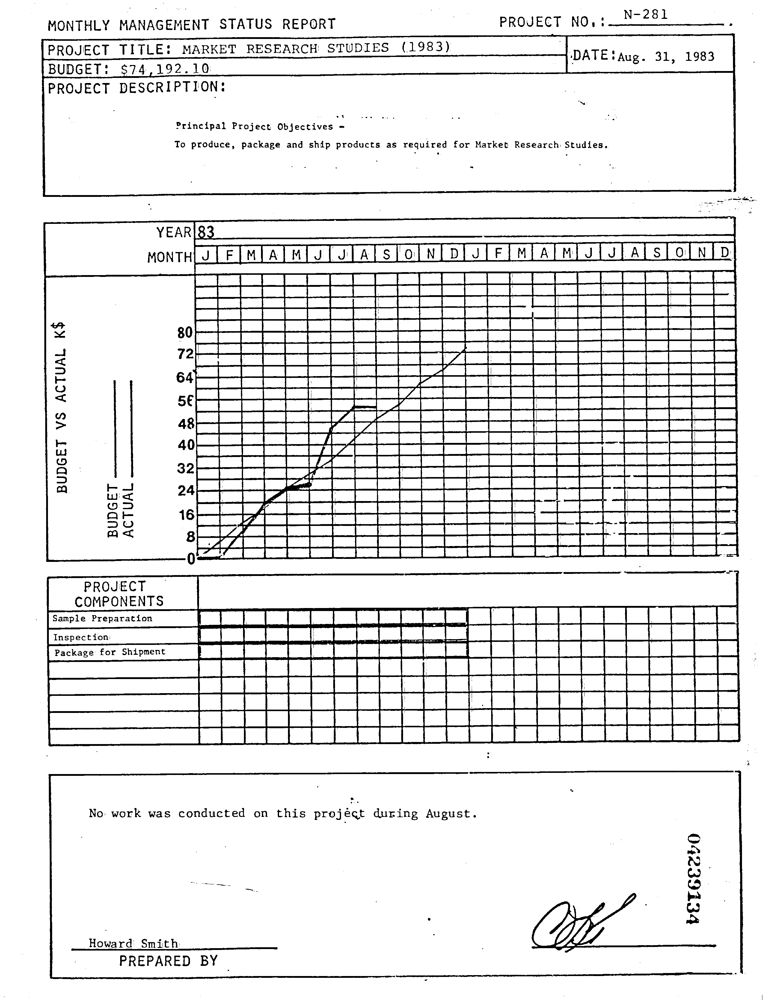 MONTHLY MANAGEMENT STATUS REPORT
PROJECT NO.: N-281
PROJECT TITLE: MARKET RESEARCH STUDIES (1983)
DATE: Aug. 31, 1983
BUDGET: $74,192.10
PROJECT DESCRIPTION:
Principal Project Objectives -
To produce, package and ship products as required for Market Research Studies.
YEAR 83
MONTH J F M A M J J A S O N D J F M A M J J A S O N D
BUDGET VS ACTUAL K$
BUDGET
ACTUAL
80
72
64
56
48
40
32
24
16
8
0
PROJECT
COMPONENTS
Sample Preparation
Inspection
Package for Shipment
No work was conducted on this project during August.
04239134
Howard Smith
PREPARED BY